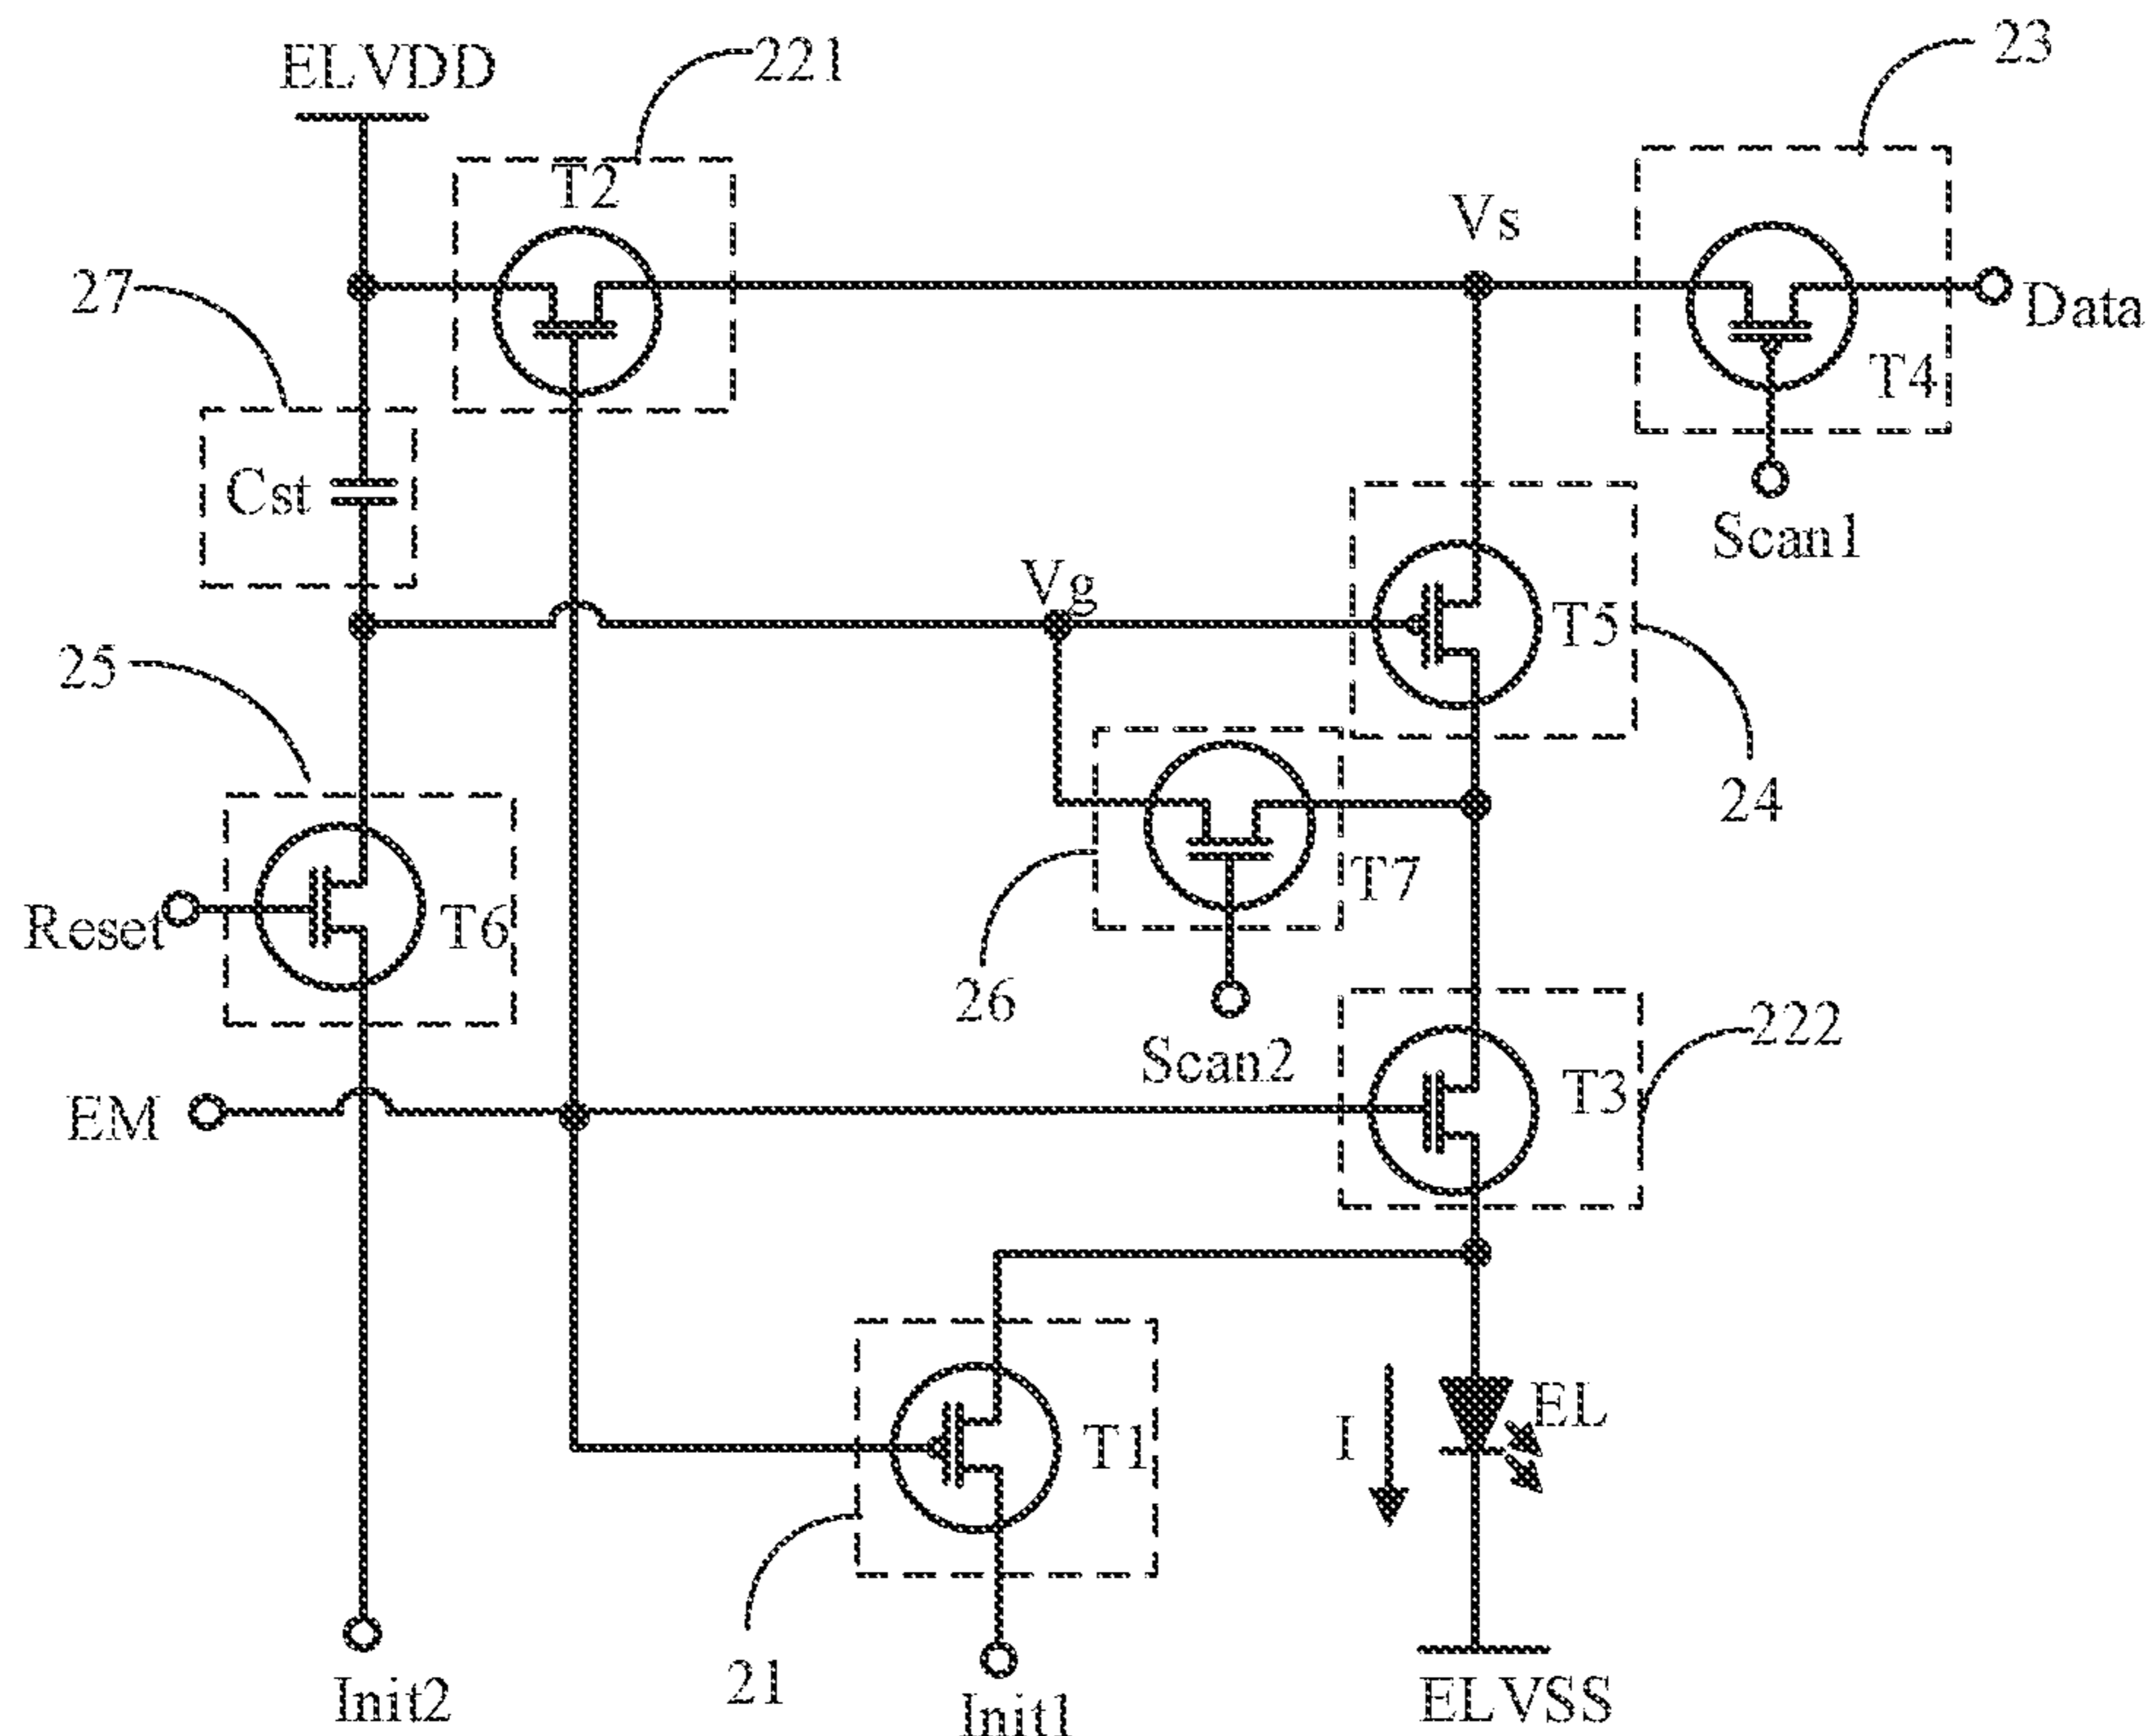 ELVDD
221
23
T2
Vs
27
Data
T4
Cst
Scan1
Vg
T5
25
24
T7
Reset
T6
26
Scan2
222
T3
EM
EL
I
T1
21
Init2
Init1
ELVSS